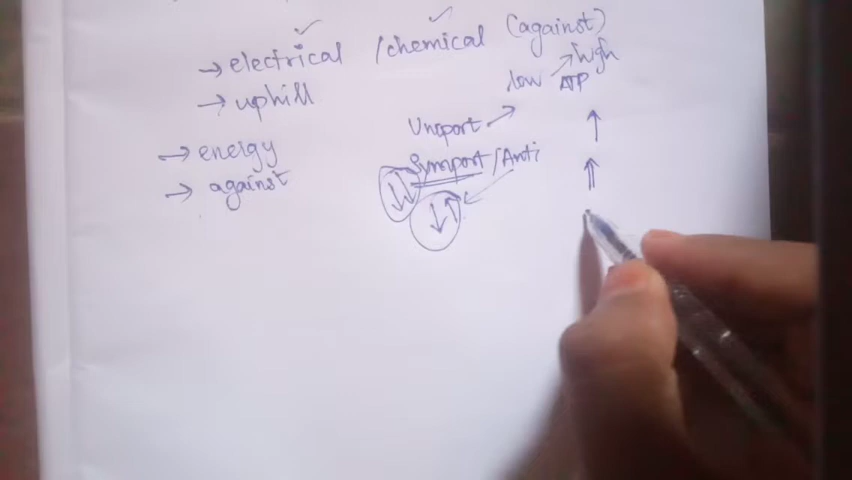 → electrical /chemical (against)
→ uphill low → high
ATP
Uniport →
→ energy Symport / Anti
→ against